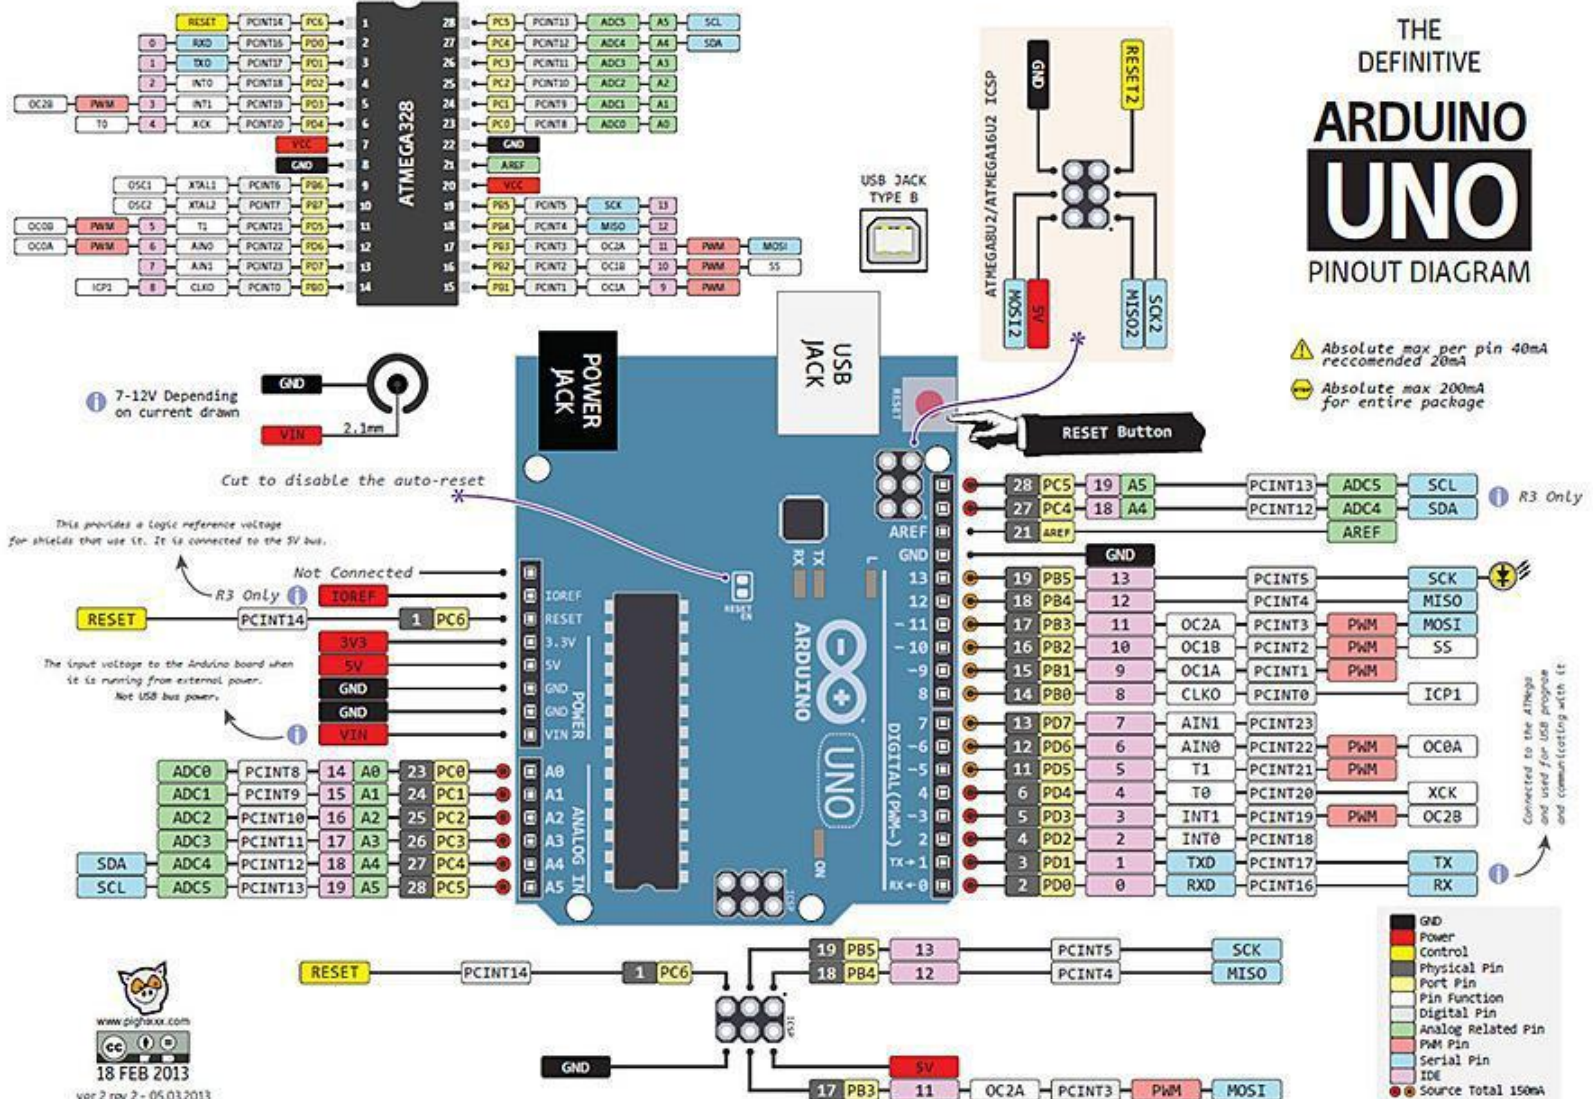 THE
DEFINITIVE
ARDUINO
UNO
PINOUT DIAGRAM
Absolute max per pin 40mA
reccomended 20mA
Absolute max 200mA
for entire package
ATMEGA328
RESET PCINT14 PC6 1
0 RXD PCINT16 PD0 2
1 TXD PCINT17 PD1 3
2 INT0 PCINT18 PD2 4
OC2B PWM 3 INT1 PCINT19 PD3 5
T0 4 XCK PCINT20 PD4 6
VCC 7
GND 8
OSC1 XTAL1 PCINT6 PB6 9
OSC2 XTAL2 PCINT7 PB7 10
OC0B PWM 5 T1 PCINT21 PD5 11
OC0A PWM 6 AIN0 PCINT22 PD6 12
7 AIN1 PCINT23 PD7 13
ICP1 8 CLKO PCINT0 PB0 14
28 PC5 PCINT13 ADC5 A5 SCL
27 PC4 PCINT12 ADC4 A4 SDA
26 PC3 PCINT11 ADC3 A3
25 PC2 PCINT10 ADC2 A2
24 PC1 PCINT9 ADC1 A1
23 PC0 PCINT8 ADC0 A0
22 GND
21 AREF
20 VCC
19 PB5 PCINT5 SCK 13
18 PB4 PCINT4 MISO 12
17 PB3 PCINT3 OC2A 11 PWM MOSI
16 PB2 PCINT2 OC1B 10 PWM SS
15 PB1 PCINT1 OC1A 9 PWM
USB JACK
TYPE B
ATMEGA8U2/ATMEGA16U2 ICSP
GND
RESET2
MOSI2
5V
MISO2
SCK2
7-12V Depending
on current drawn
GND
VIN
2.1mm
POWER
JACK
USB
JACK
RESET
RESET Button
Cut to disable the auto-reset
This provides a logic reference voltage
for shields that use it. It is connected to the 5V bus.
Not Connected
R3 Only IOREF
RESET PCINT14 1 PC6
3V3
5V
GND
GND
VIN
The input voltage to the Arduino board when
it is running from external power.
Not USB bus power.
ADC0 PCINT8 14 A0 23 PC0
ADC1 PCINT9 15 A1 24 PC1
ADC2 PCINT10 16 A2 25 PC2
ADC3 PCINT11 17 A3 26 PC3
SDA ADC4 PCINT12 18 A4 27 PC4
SCL ADC5 PCINT13 19 A5 28 PC5
IOREF
RESET
3.3V
5V
GND
GND
VIN
POWER
A0
A1
A2
A3
A4
A5
ANALOG IN
RESET
EN
RX
TX
L
ARDUINO
UNO
ON
ICSP
AREF
GND
13
12
~11
~10
~9
8
7
~6
~5
4
~3
2
TX→1
RX←0
DIGITAL (PWM~)
28 PC5 19 A5 PCINT13 ADC5 SCL
27 PC4 18 A4 PCINT12 ADC4 SDA
R3 Only
21 AREF AREF
GND
19 PB5 13 PCINT5 SCK
18 PB4 12 PCINT4 MISO
17 PB3 11 OC2A PCINT3 PWM MOSI
16 PB2 10 OC1B PCINT2 PWM SS
15 PB1 9 OC1A PCINT1 PWM
14 PB0 8 CLKO PCINT0 ICP1
13 PD7 7 AIN1 PCINT23
12 PD6 6 AIN0 PCINT22 PWM OC0A
11 PD5 5 T1 PCINT21 PWM
6 PD4 4 T0 PCINT20 XCK
5 PD3 3 INT1 PCINT19 PWM OC2B
4 PD2 2 INT0 PCINT18
3 PD1 1 TXD PCINT17 TX
2 PD0 0 RXD PCINT16 RX
Connected to the ATMega
and used for USB program
and communicating with it
RESET PCINT14 1 PC6
19 PB5 13 PCINT5 SCK
18 PB4 12 PCINT4 MISO
ICSP
GND
5V
17 PB3 11 OC2A PCINT3 PWM MOSI
GND
Power
Control
Physical Pin
Port Pin
Pin Function
Digital Pin
Analog Related Pin
PWM Pin
Serial Pin
IDE
Source Total 150mA
cc
18 FEB 2013
ver 2 rev 2 - 05.03.2013